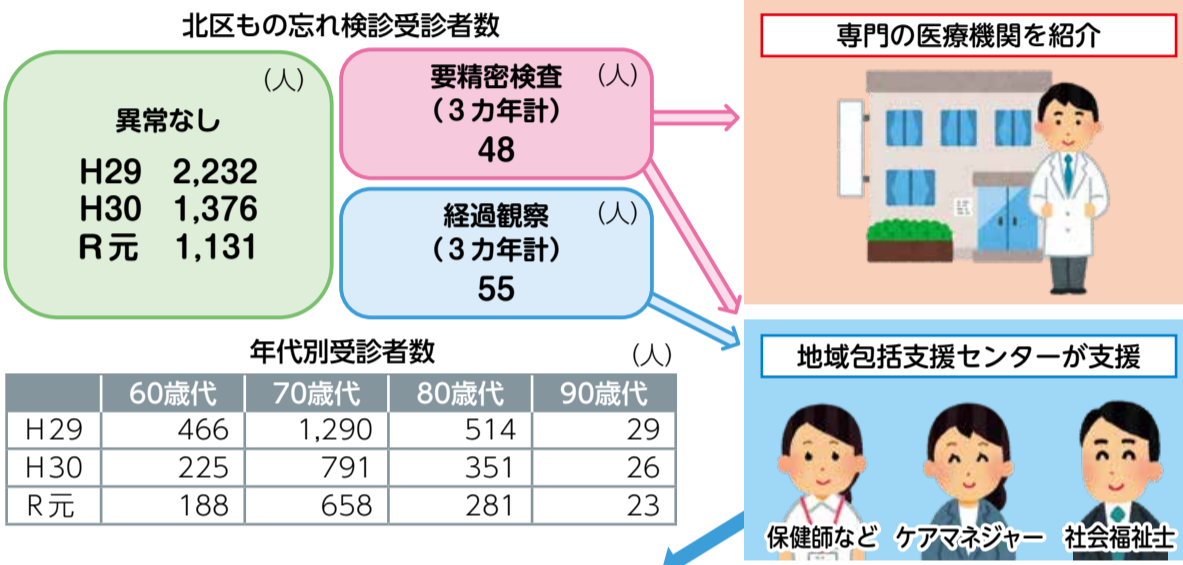 北区もの忘れ検診受診者数
(人)
異常なし
H29 2,232
H30 1,376
R元 1,131
要精密検査 (人)
(3カ年計)
48
経過観察 (人)
(3カ年計)
55
専門の医療機関を紹介
地域包括支援センターが支援
保健師など ケアマネジャー 社会福祉士
年代別受診者数 (人)
60歳代 70歳代 80歳代 90歳代
H29 466 1,290 514 29
H30 225 791 351 26
R元 188 658 281 23